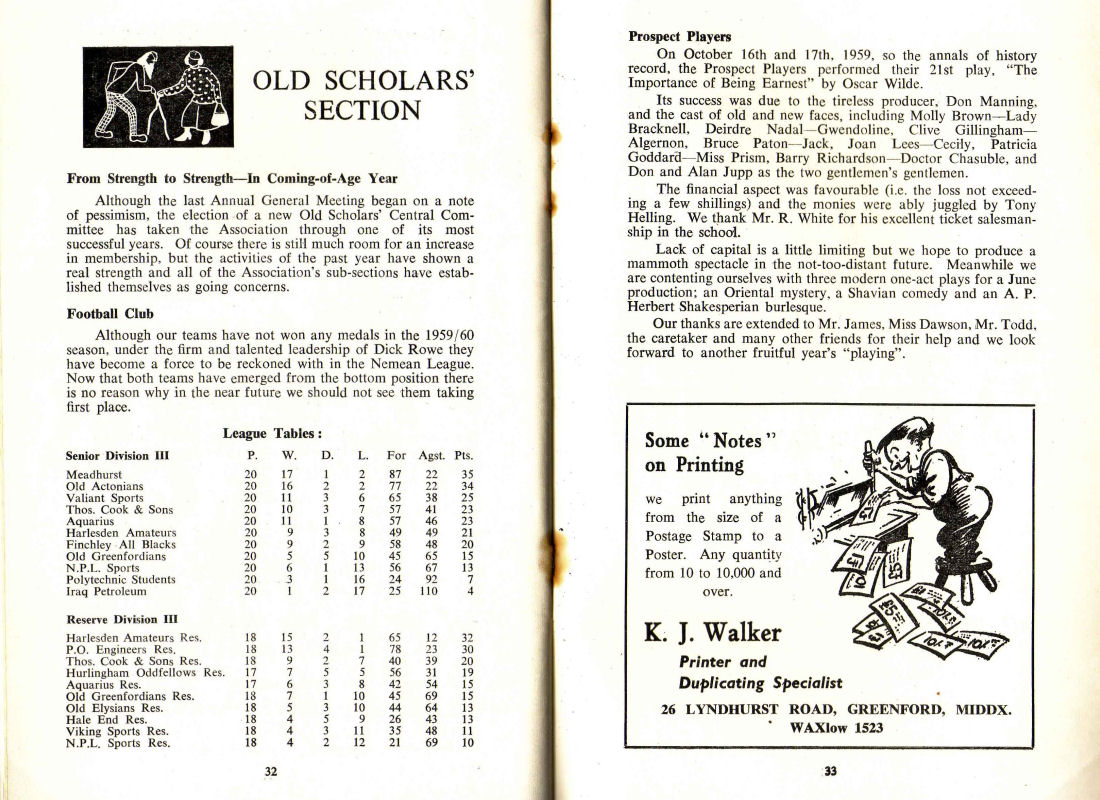 OLD SCHOLARS'
SECTION
From Strength to Strength—In Coming-of-Age Year
Although the last Annual General Meeting began on a note
of pessimism, the election of a new Old Scholars' Central Com-
mittee has taken the Association through one of its most
successful years. Of course there is still much room for an increase
in membership, but the activities of the past year have shown a
real strength and all of the Association's sub-sections have estab-
lished themselves as going concerns.
Football Club
Although our teams have not won any medals in the 1959/60
season, under the firm and talented leadership of Dick Rowe they
have become a force to be reckoned with in the Nemean League.
Now that both teams have emerged from the bottom position there
is no reason why in the near future we should not see them taking
first place.
League Tables:
Senior Division III P. W. D. L. For Agst. Pts.
Meadhurst 20 17 1 2 87 22 35
Old Actonians 20 16 2 2 77 22 34
Valiant Sports 20 11 3 6 65 38 25
Thos. Cook & Sons 20 10 3 7 57 41 23
Aquarius 20 11 1 8 57 46 23
Harlesden Amateurs 20 9 3 8 49 49 21
Finchley All Blacks 20 9 2 9 58 48 20
Old Greenfordians 20 5 5 10 45 65 15
N.P.L. Sports 20 6 1 13 56 67 13
Polytechnic Students 20 3 1 16 24 92 7
Iraq Petroleum 20 1 2 17 25 110 4
Reserve Division III
Harlesden Amateurs Res. 18 15 2 1 65 12 32
P.O. Engineers Res. 18 13 4 1 78 23 30
Thos. Cook & Sons Res. 18 9 2 7 40 39 20
Hurlingham Oddfellows Res. 17 7 5 5 56 31 19
Aquarius Res. 17 6 3 8 42 54 15
Old Greenfordians Res. 18 7 1 10 45 69 15
Old Elysians Res. 18 5 3 10 44 64 13
Hale End Res. 18 4 5 9 26 43 13
Viking Sports Res. 18 4 3 11 35 48 11
N.P.L. Sports Res. 18 4 2 12 21 69 10
32
Prospect Players
On October 16th and 17th, 1959, so the annals of history
record, the Prospect Players performed their 21st play, "The
Importance of Being Earnest" by Oscar Wilde.
Its success was due to the tireless producer, Don Manning,
and the cast of old and new faces, including Molly Brown—Lady
Bracknell, Deirdre Nadal—Gwendoline, Clive Gillingham—
Algernon, Bruce Paton—Jack, Joan Lees—Cecily, Patricia
Goddard—Miss Prism, Barry Richardson—Doctor Chasuble, and
Don and Alan Jupp as the two gentlemen's gentlemen.
The financial aspect was favourable (i.e. the loss not exceed-
ing a few shillings) and the monies were ably juggled by Tony
Helling. We thank Mr. R. White for his excellent ticket salesman-
ship in the school.
Lack of capital is a little limiting but we hope to produce a
mammoth spectacle in the not-too-distant future. Meanwhile we
are contenting ourselves with three modern one-act plays for a June
production; an Oriental mystery, a Shavian comedy and an A. P.
Herbert Shakesperian burlesque.
Our thanks are extended to Mr. James, Miss Dawson, Mr. Todd,
the caretaker and many other friends for their help and we look
forward to another fruitful year's "playing".
Some "Notes"
on Printing
we print anything
from the size of a
Postage Stamp to a
Poster. Any quantity
from 10 to 10,000 and
over.
£1
£5
K. J. Walker
Printer and
Duplicating Specialist
26 LYNDHURST ROAD, GREENFORD, MIDDX.
WAXlow 1523
33